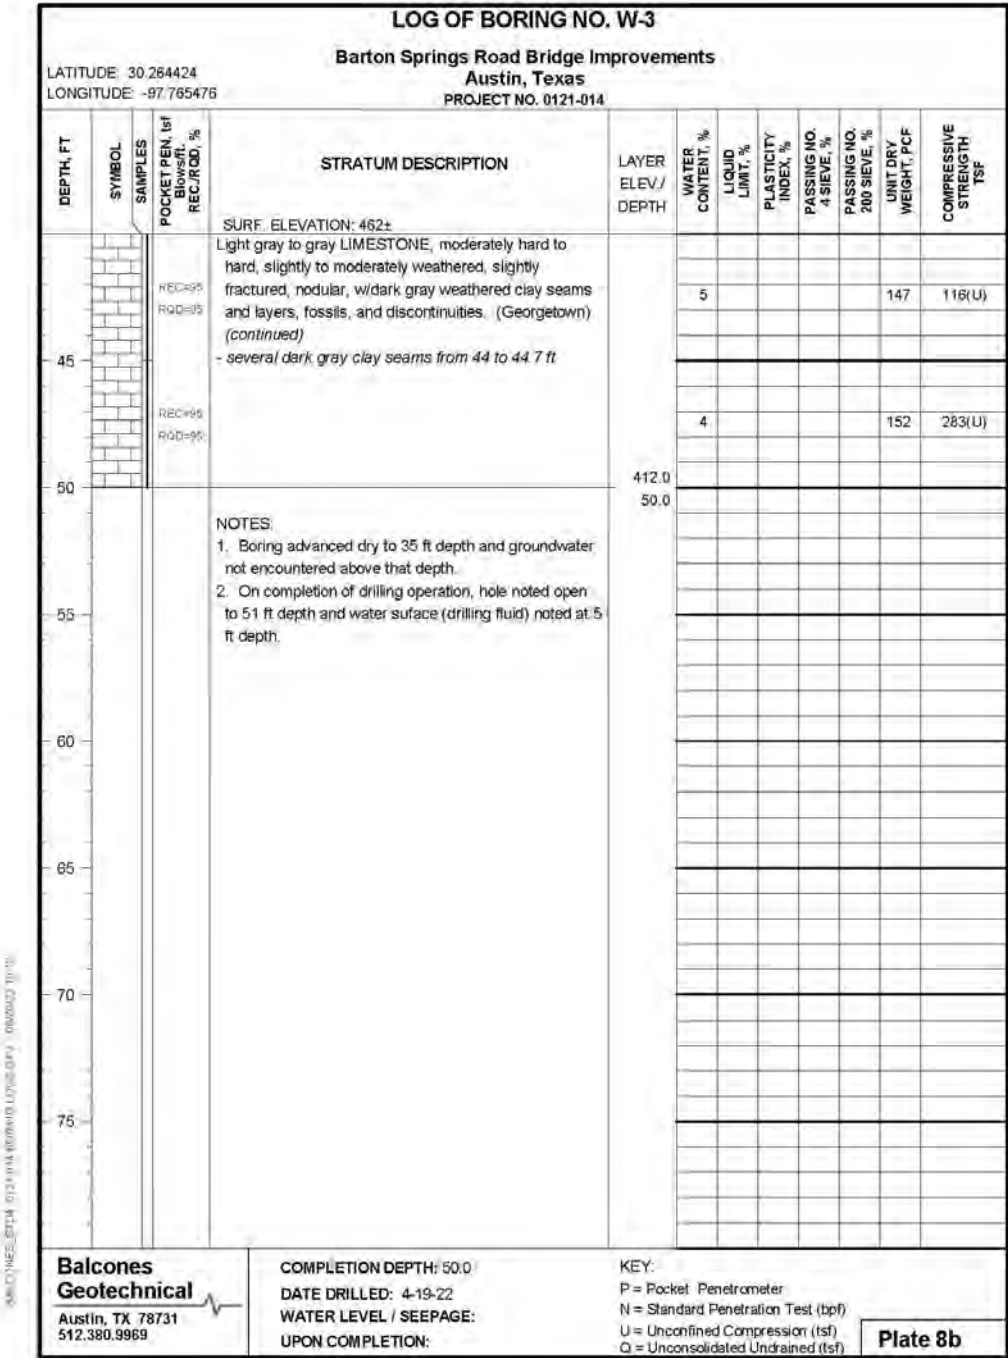 LOG OF BORING NO. W-3
Barton Springs Road Bridge Improvements
Austin, Texas
PROJECT NO. 0121-014
LATITUDE: 30.264424
LONGITUDE: -97.765476
DEPTH, FT
SYMBOL
SAMPLES
POCKET PEN, tsf
Blows/ft.
REC./RQD, %
STRATUM DESCRIPTION
SURF. ELEVATION: 462±
LAYER
ELEV./
DEPTH
WATER
CONTENT, %
LIQUID
LIMIT, %
PLASTICITY
INDEX, %
PASSING NO.
4 SIEVE, %
PASSING NO.
200 SIEVE, %
UNIT DRY
WEIGHT, PCF
COMPRESSIVE
STRENGTH
TSF
Light gray to gray LIMESTONE, moderately hard to
hard, slightly to moderately weathered, slightly
fractured, nodular, w/dark gray weathered clay seams
and layers, fossils, and discontinuities. (Georgetown)
(continued)
- several dark gray clay seams from 44 to 44.7 ft
REC=95
RQD=95
5 147 116(U)
45
REC=95
RQD=95
4 152 283(U)
412.0
50
50.0
NOTES:
1. Boring advanced dry to 35 ft depth and groundwater
not encountered above that depth.
2. On completion of drilling operation, hole noted open
to 51 ft depth and water suface (drilling fluid) noted at 5
ft depth.
55
60
65
70
75
Balcones
Geotechnical
Austin, TX 78731
512.380.9969
COMPLETION DEPTH: 50.0
DATE DRILLED: 4-19-22
WATER LEVEL / SEEPAGE:
UPON COMPLETION:
KEY:
P = Pocket Penetrometer
N = Standard Penetration Test (bpf)
U = Unconfined Compression (tsf)
Q = Unconsolidated Undrained (tsf)
Plate 8b